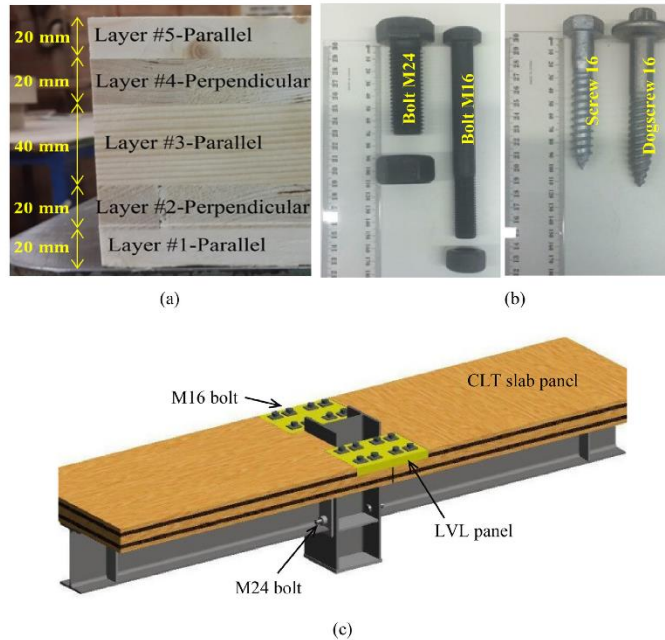 20 mm
Layer #5-Parallel
20 mm
Layer #4-Perpendicular
40 mm
Layer #3-Parallel
20 mm
Layer #2-Perpendicular
20 mm
Layer #1-Parallel
Bolt M24
Bolt M16
Screw 16
Dogscrew 16
(a)
(b)
M16 bolt
CLT slab panel
LVL panel
M24 bolt
(c)